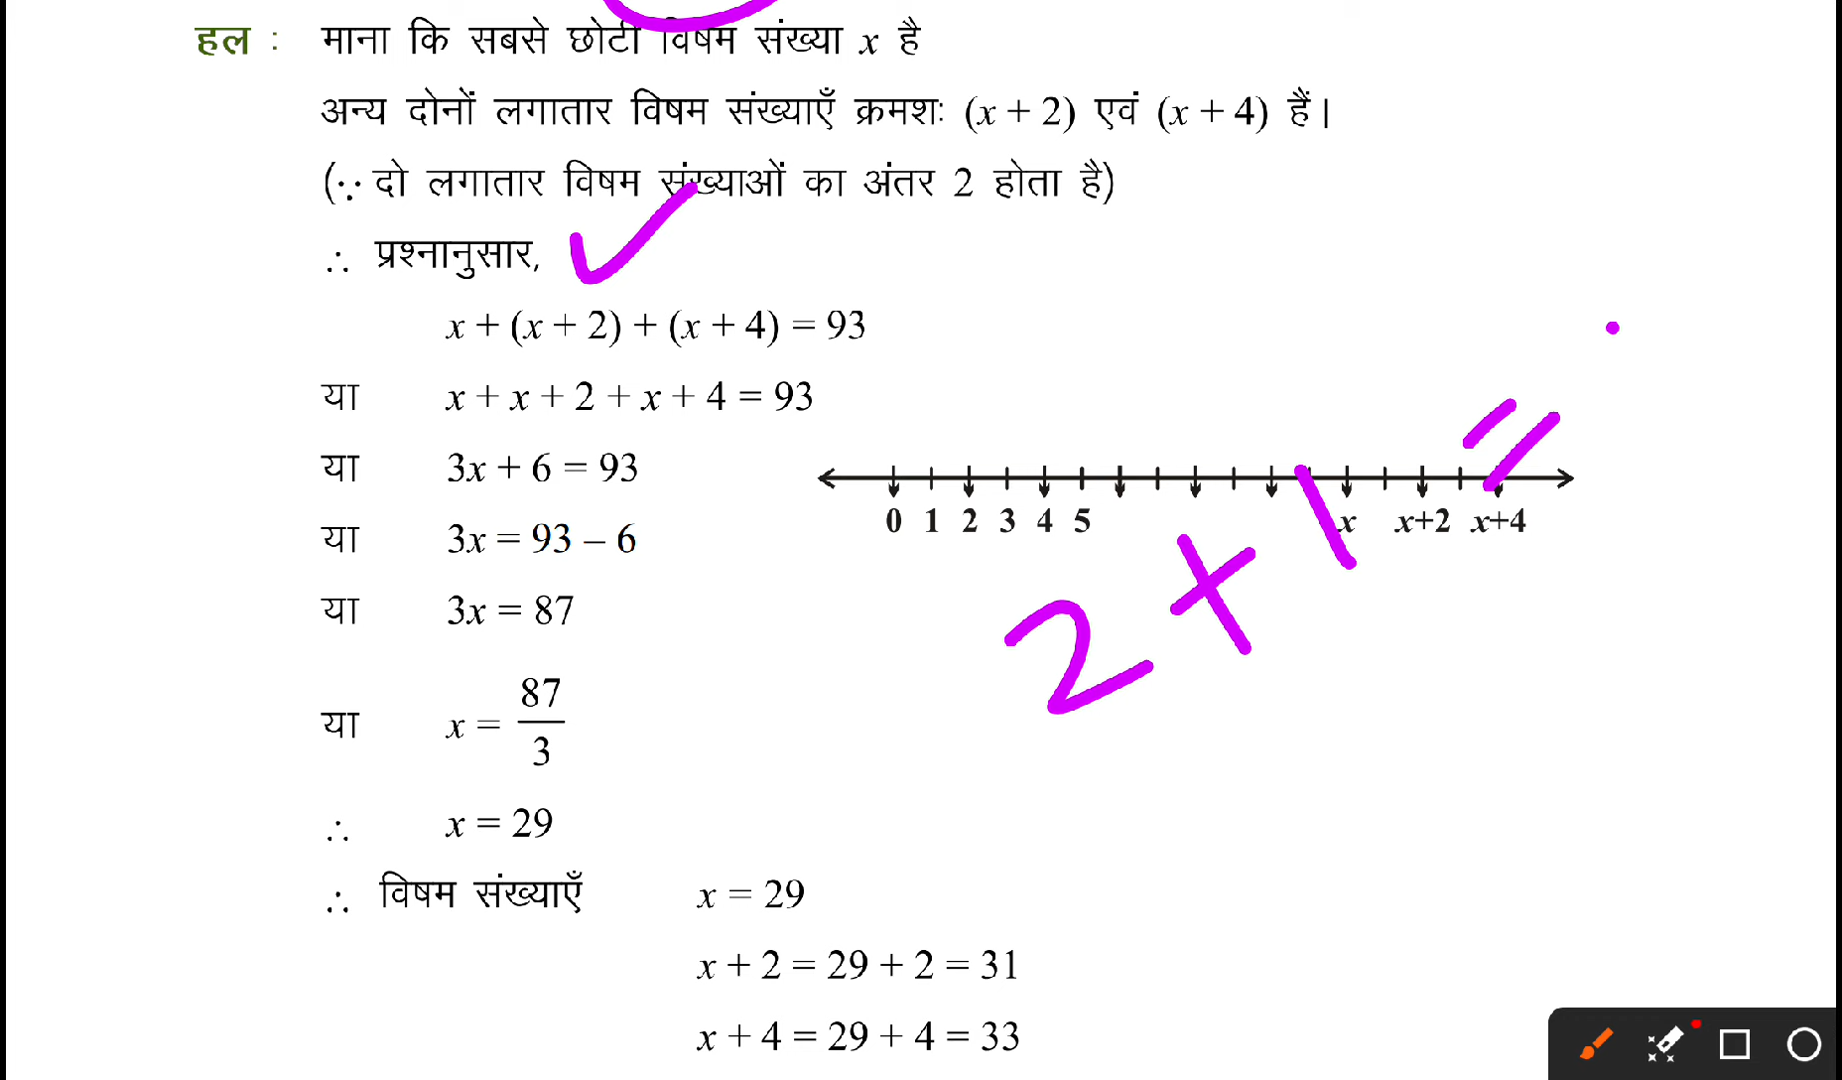 हल : माना कि सबसे छोटी विषम संख्या x है
अन्य दोनों लगातार विषम संख्याएँ क्रमशः (x + 2) एवं (x + 4) हैं।
(∵ दो लगातार विषम संख्याओं का अंतर 2 होता है)
∴ प्रश्नानुसार,
x + (x + 2) + (x + 4) = 93
या x + x + 2 + x + 4 = 93
या 3x + 6 = 93
या 3x = 93 – 6
या 3x = 87
या x = 87/3
∴ x = 29
∴ विषम संख्याएँ x = 29
x + 2 = 29 + 2 = 31
x + 4 = 29 + 4 = 33
0 1 2 3 4 5 x x+2 x+4
2 + 1 =